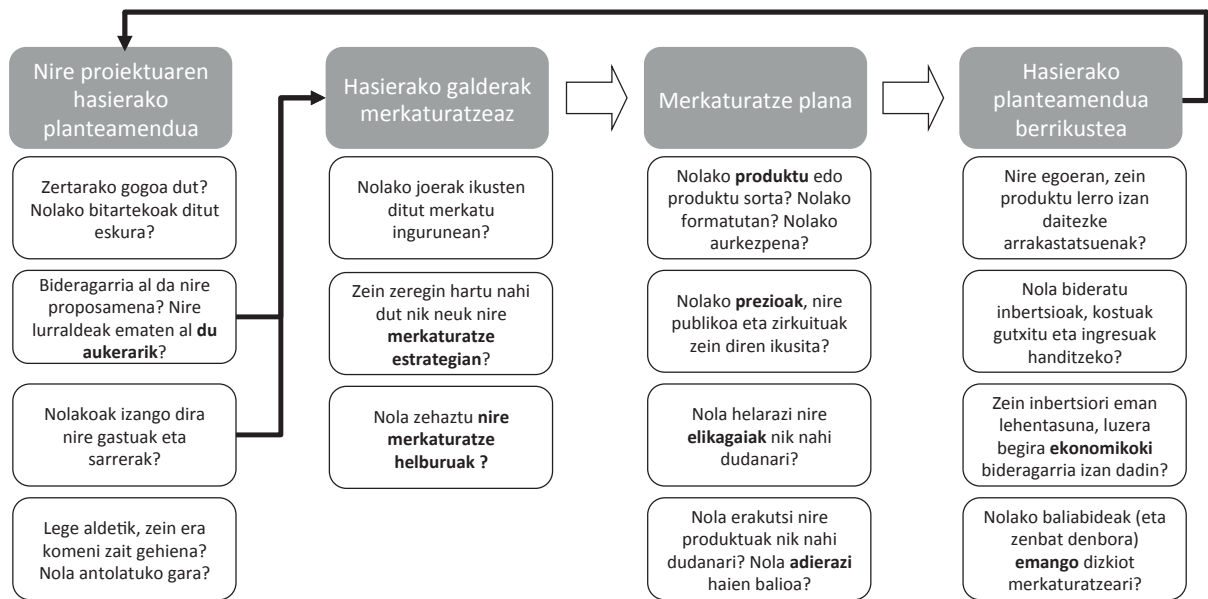 Nire proiektuaren
hasierako
planteamendua
Zertarako gogoa dut?
Nolako bitartekoak ditut
eskura?
Bideragarria al da nire
proposamena? Nire
lurraldeak ematen al du
aukerarik?
Nolakoak izango dira
nire gastuak eta
sarrerak?
Lege aldetik, zein era
komeni zait gehiena?
Nola antolatuko gara?
Hasierako galderak
merkaturatzeaz
Nolako joerak ikusten
ditut merkatu
ingurunean?
Zein zeregin hartu nahi
dut nik neuk nire
merkaturatze
estrategian?
Nola zehaztu nire
merkaturatze
helburuak ?
Merkaturatze plana
Nolako produktu edo
produktu sorta? Nolako
formatutan? Nolako
aurkezpena?
Nolako prezioak, nire
publikoa eta zirkuituak
zein diren ikusita?
Nola helarazi nire
elikagaiak nik nahi
dudanari?
Nola erakutsi nire
produktuak nik nahi
dudanari? Nola adierazi
haien balioa?
Hasierako
planteamendua
berrikustea
Nire egoeran, zein
produktu lerro izan
daitezke
arrakastatsuenak?
Nola bideratu
inbertsioak, kostuak
gutxitu eta ingresuak
handitzeko?
Zein inbertsiori eman
lehentasuna, luzera
begira ekonomikoki
bideragarria izan dadin?
Nolako baliabideak (eta
zenbat denbora)
emango dizkiot
merkaturatzeari?